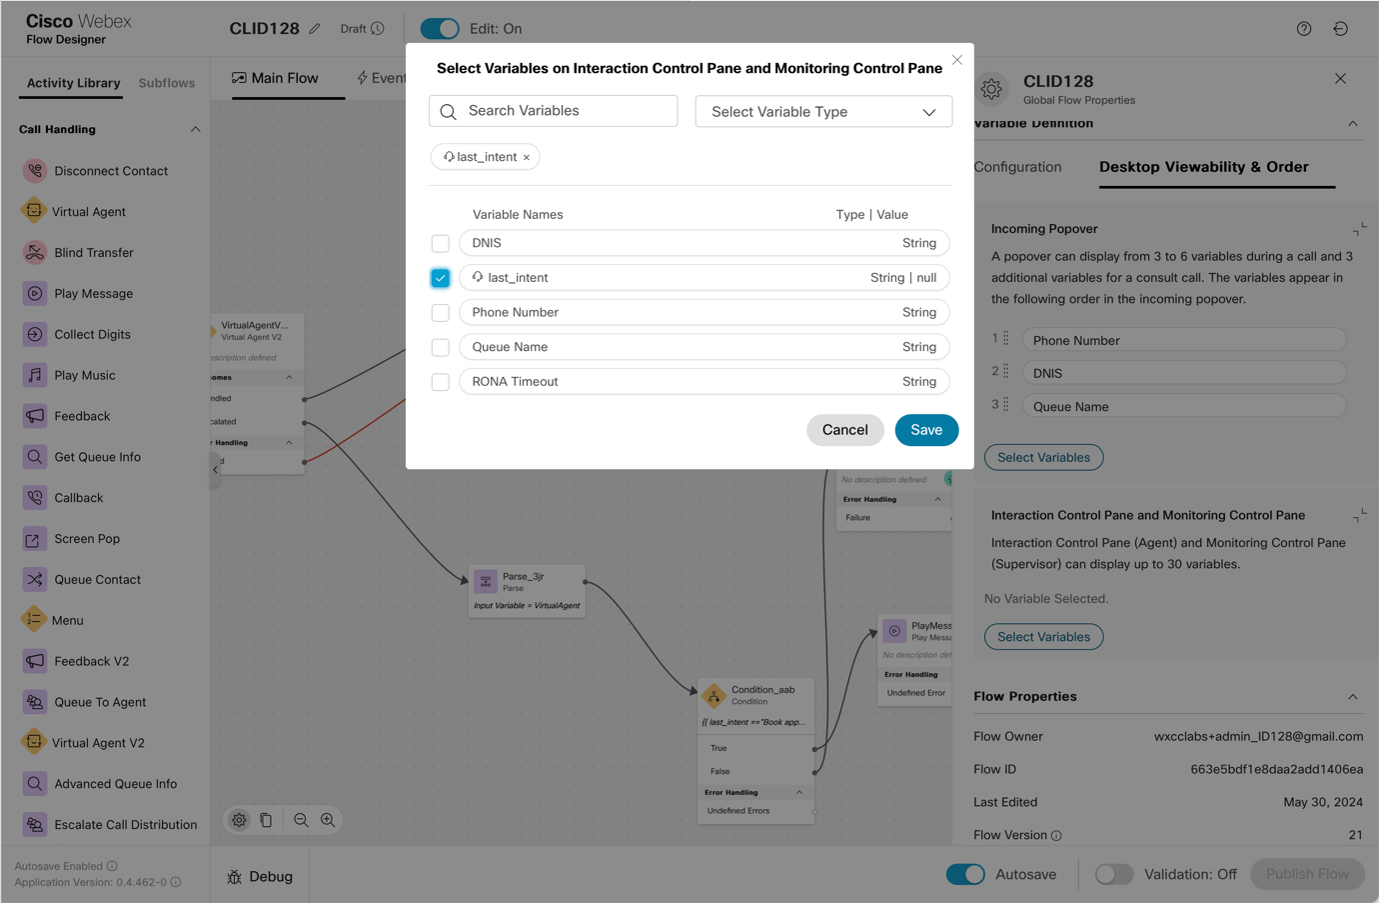 Cisco Webex
Flow Designer
CLID128
Draft
Edit: On
Activity Library
Subflows
Main Flow
Event
Call Handling
Disconnect Contact
Virtual Agent
Blind Transfer
Play Message
Collect Digits
Play Music
Feedback
Get Queue Info
Callback
Screen Pop
Queue Contact
Menu
Feedback V2
Queue To Agent
Virtual Agent V2
Advanced Queue Info
Escalate Call Distribution
Autosave Enabled
Application Version: 0.4.462-0
VirtualAgentV...
Virtual Agent V2
escription defined
comes
ndled
calated
r Handling
d
Parse_3jr
Parse
Input Variable = VirtualAgent
Condition_aab
Condition
{{ last_intent =="Book app...
True
False
Error Handling
Undefined Errors
No description defined
Error Handling
Failure
PlayMess
Play Messa
No description def
Error Handling
Undefined Error
Debug
Select Variables on Interaction Control Pane and Monitoring Control Pane
Search Variables
Select Variable Type
last_intent ×
Variable Names
Type | Value
DNIS
String
last_intent
String | null
Phone Number
String
Queue Name
String
RONA Timeout
String
Cancel
Save
CLID128
Global Flow Properties
Variable Definition
Configuration
Desktop Viewability & Order
Incoming Popover
A popover can display from 3 to 6 variables during a call and 3
additional variables for a consult call. The variables appear in
the following order in the incoming popover.
1 Phone Number
2 DNIS
3 Queue Name
Select Variables
Interaction Control Pane and Monitoring Control Pane
Interaction Control Pane (Agent) and Monitoring Control Pane
(Supervisor) can display up to 30 variables.
No Variable Selected.
Select Variables
Flow Properties
Flow Owner
wxcclabs+admin_ID128@gmail.com
Flow ID
663e5bdf1e8daa2add1406ea
Last Edited
May 30, 2024
Flow Version
21
Autosave
Validation: Off
Publish Flow